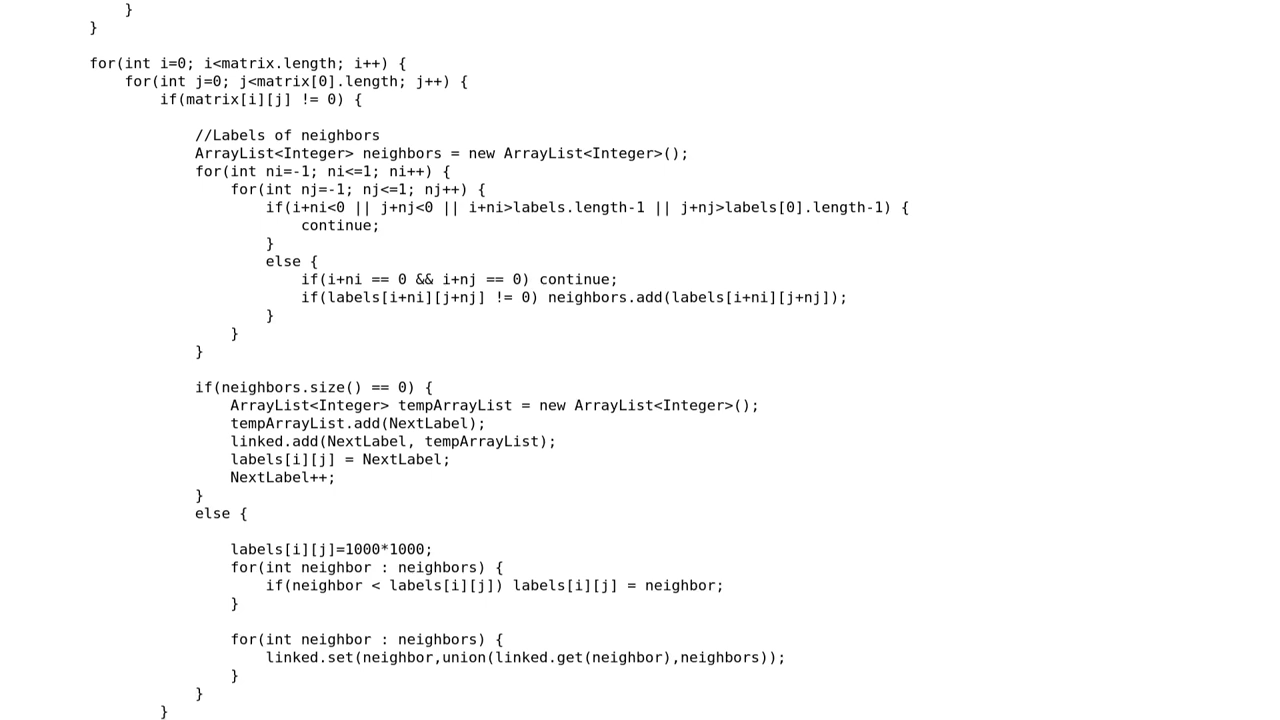 }
        }

        for(int i=0; i<matrix.length; i++) {
            for(int j=0; j<matrix[0].length; j++) {
                if(matrix[i][j] != 0) {

                    //Labels of neighbors
                    ArrayList<Integer> neighbors = new ArrayList<Integer>();
                    for(int ni=-1; ni<=1; ni++) {
                        for(int nj=-1; nj<=1; nj++) {
                            if(i+ni<0 || j+nj<0 || i+ni>labels.length-1 || j+nj>labels[0].length-1) {
                                continue;
                            }
                            else {
                                if(i+ni == 0 && i+nj == 0) continue;
                                if(labels[i+ni][j+nj] != 0) neighbors.add(labels[i+ni][j+nj]);
                            }
                        }
                    }

                    if(neighbors.size() == 0) {
                        ArrayList<Integer> tempArrayList = new ArrayList<Integer>();
                        tempArrayList.add(NextLabel);
                        linked.add(NextLabel, tempArrayList);
                        labels[i][j] = NextLabel;
                        NextLabel++;
                    }
                    else {

                        labels[i][j]=1000*1000;
                        for(int neighbor : neighbors) {
                            if(neighbor < labels[i][j]) labels[i][j] = neighbor;
                        }

                        for(int neighbor : neighbors) {
                            linked.set(neighbor,union(linked.get(neighbor),neighbors));
                        }
                    }
                }